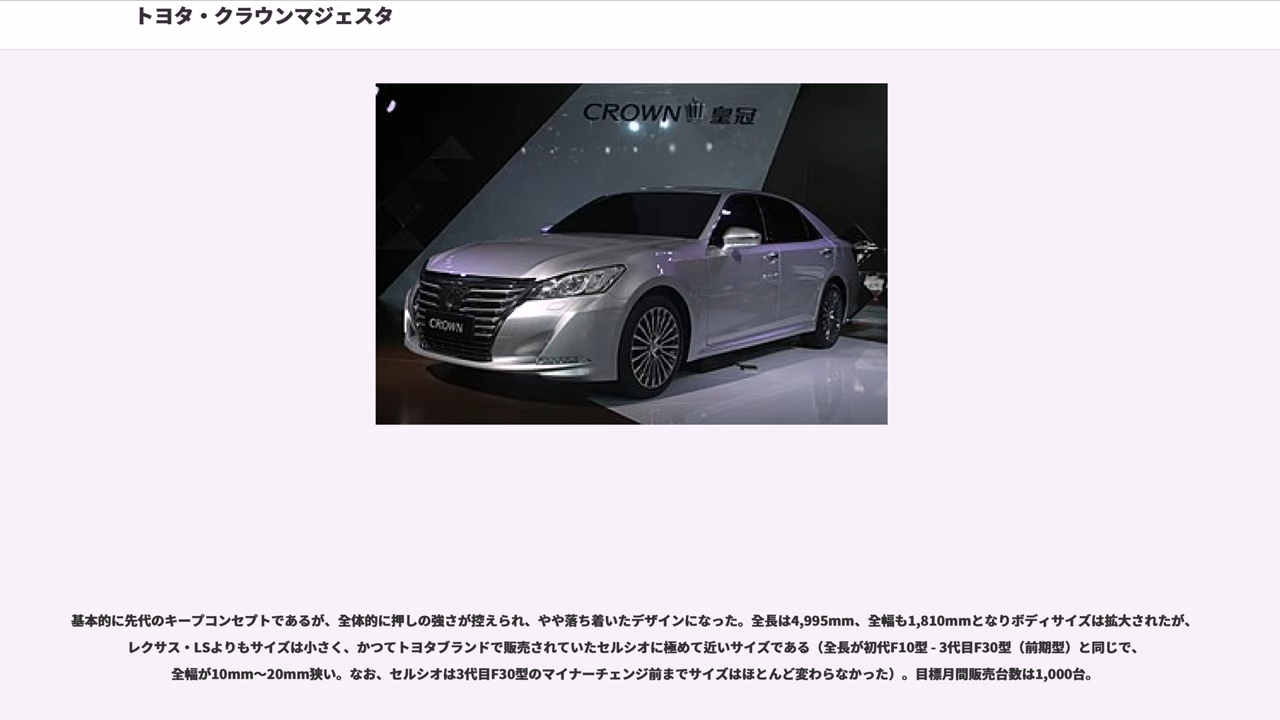 トヨタ・クラウンマジェスタ
CROWN 皇冠
CROWN
基本的に先代のキープコンセプトであるが、全体的に押しの強さが控えられ、やや落ち着いたデザインになった。全長は4,995mm、全幅も1,810mmとなりボディサイズは拡大されたが、
レクサス・LSよりもサイズは小さく、かつてトヨタブランドで販売されていたセルシオに極めて近いサイズである（全長が初代F10型 - 3代目F30型（前期型）と同じで、
全幅が10mm〜20mm狭い。なお、セルシオは3代目F30型のマイナーチェンジ前までサイズはほとんど変わらなかった）。目標月間販売台数は1,000台。